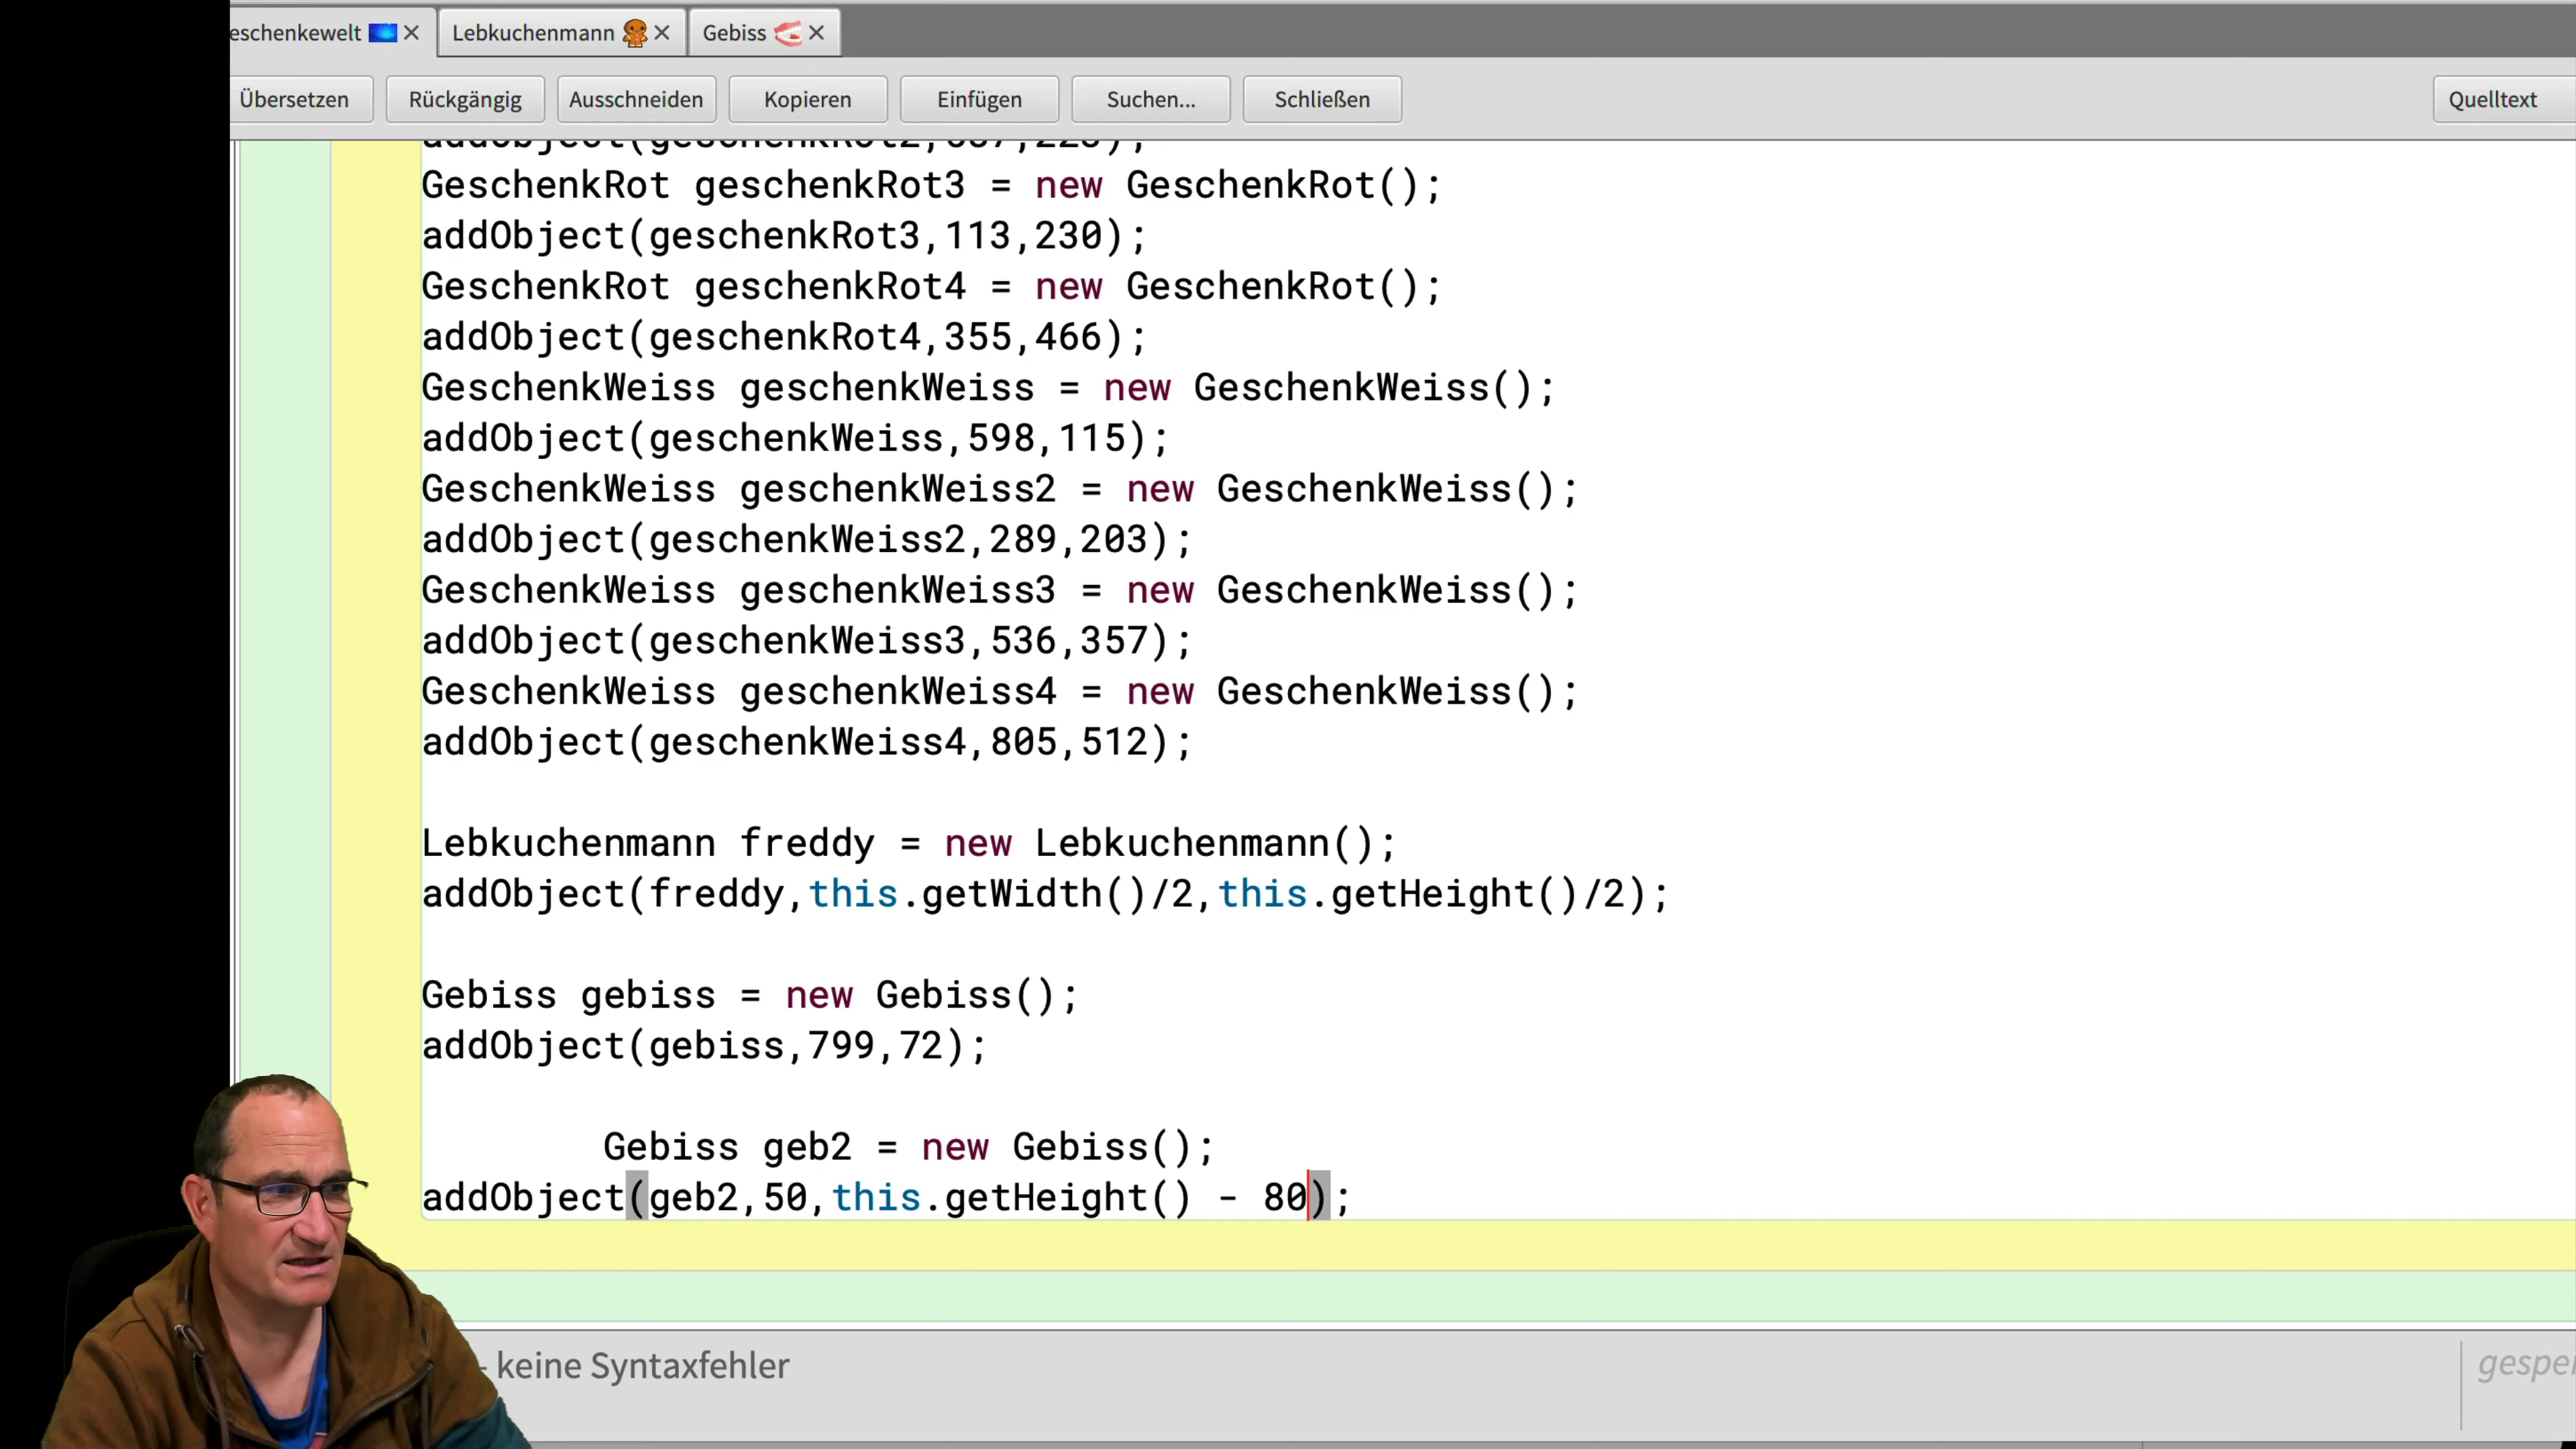 eschenkewelt Lebkuchenmann Gebiss
Übersetzen Rückgängig Ausschneiden Kopieren Einfügen Suchen... Schließen Quelltext
GeschenkRot geschenkRot3 = new GeschenkRot();
addObject(geschenkRot3,113,230);
GeschenkRot geschenkRot4 = new GeschenkRot();
addObject(geschenkRot4,355,466);
GeschenkWeiss geschenkWeiss = new GeschenkWeiss();
addObject(geschenkWeiss,598,115);
GeschenkWeiss geschenkWeiss2 = new GeschenkWeiss();
addObject(geschenkWeiss2,289,203);
GeschenkWeiss geschenkWeiss3 = new GeschenkWeiss();
addObject(geschenkWeiss3,536,357);
GeschenkWeiss geschenkWeiss4 = new GeschenkWeiss();
addObject(geschenkWeiss4,805,512);
Lebkuchenmann freddy = new Lebkuchenmann();
addObject(freddy,this.getWidth()/2,this.getHeight()/2);
Gebiss gebiss = new Gebiss();
addObject(gebiss,799,72);
Gebiss geb2 = new Gebiss();
addObject(geb2,50,this.getHeight() - 80);
- keine Syntaxfehler
gespei